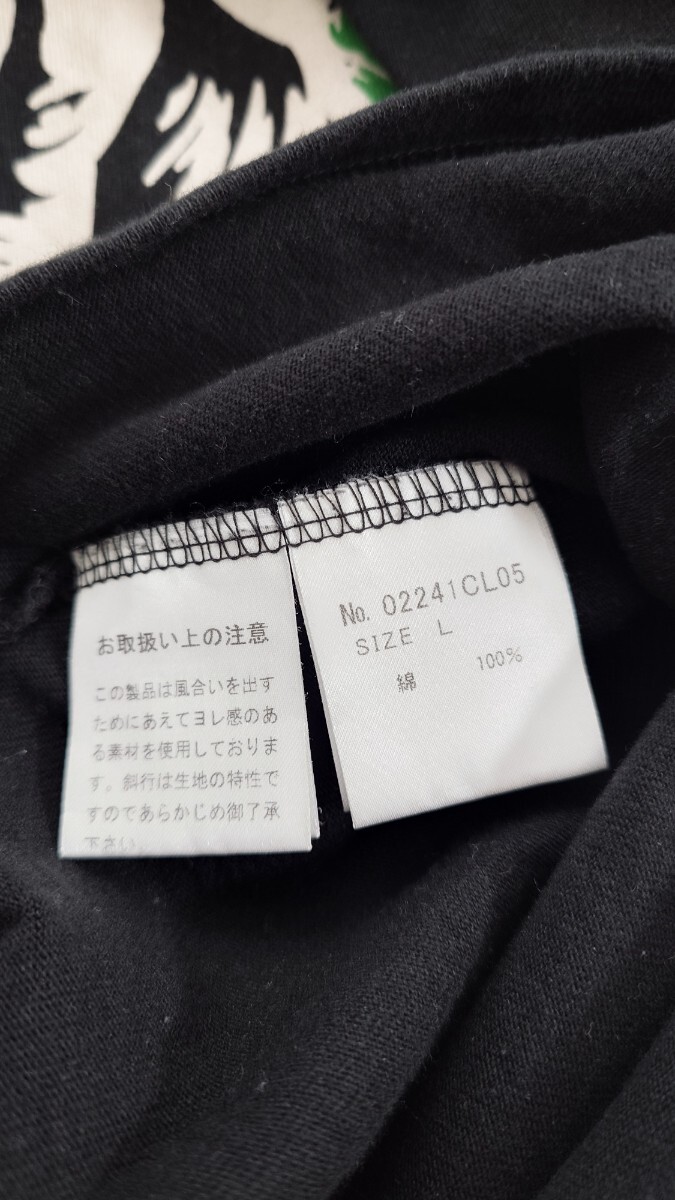 お取扱い上の注意
この製品は風合いを出す
ためにあえてヨレ感のあ
る素材を使用しておりま
す。斜行は生地の特性で
すのであらかじめ御了承
下さい。
No. 02241CL05
SIZE L
綿 100%